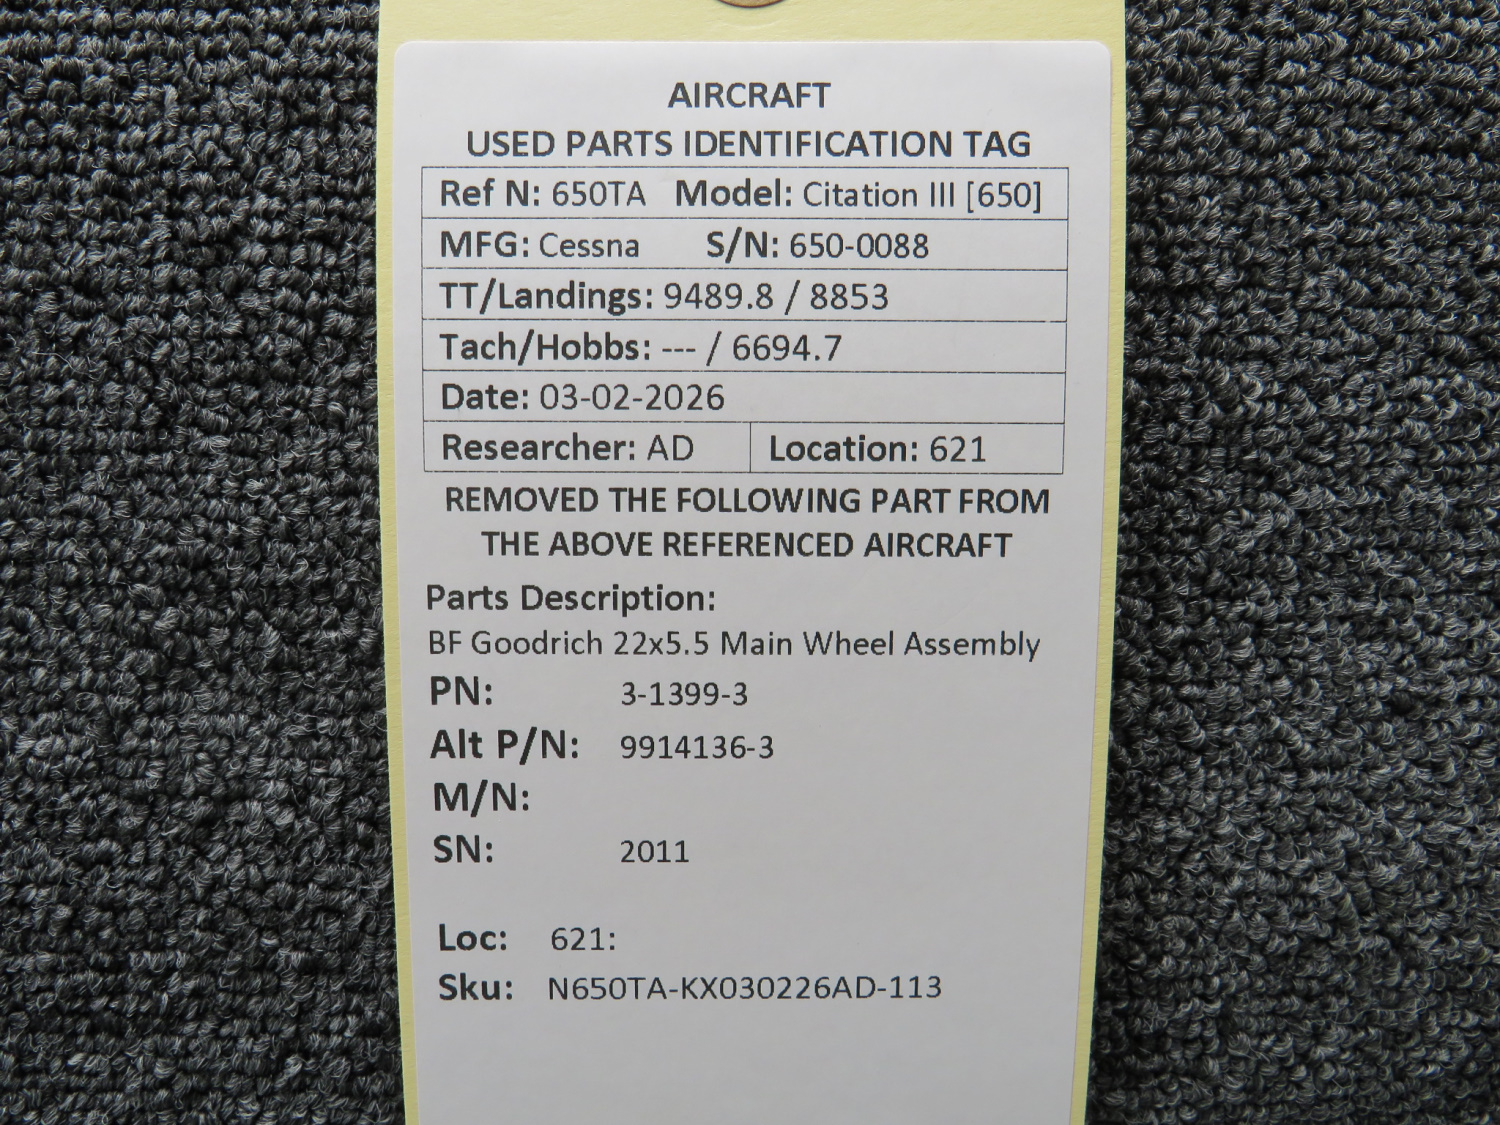 AIRCRAFT
USED PARTS IDENTIFICATION TAG
Ref N: 650TA Model: Citation III [650]
MFG: Cessna S/N: 650-0088
TT/Landings: 9489.8 / 8853
Tach/Hobbs: --- / 6694.7
Date: 03-02-2026
Researcher: AD Location: 621
REMOVED THE FOLLOWING PART FROM
THE ABOVE REFERENCED AIRCRAFT
Parts Description:
BF Goodrich 22x5.5 Main Wheel Assembly
PN: 3-1399-3
Alt P/N: 9914136-3
M/N:
SN: 2011
Loc: 621:
Sku: N650TA-KX030226AD-113